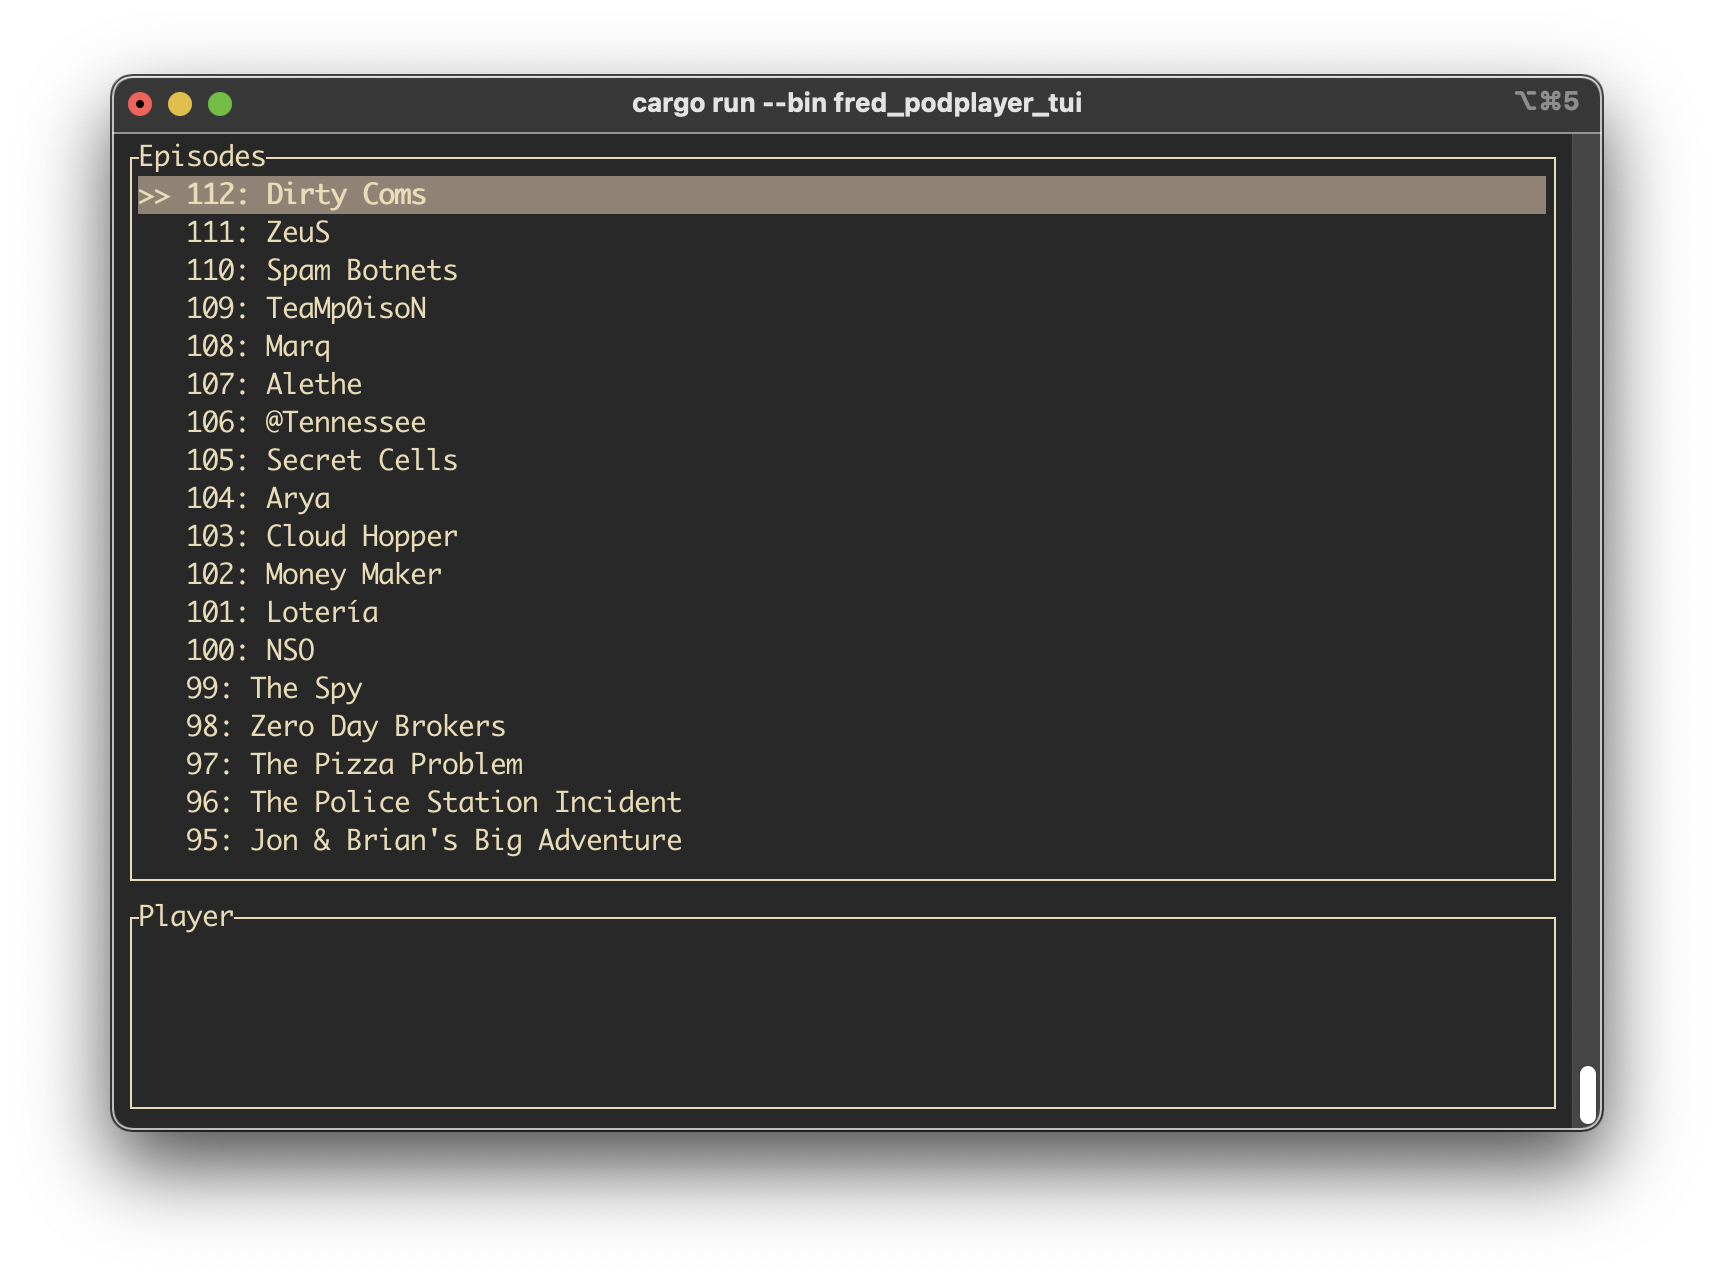 cargo run --bin fred_podplayer_tui
⌥⌘5
Episodes
>> 112: Dirty Coms
111: ZeuS
110: Spam Botnets
109: TeaMp0isoN
108: Marq
107: Alethe
106: @Tennessee
105: Secret Cells
104: Arya
103: Cloud Hopper
102: Money Maker
101: Lotería
100: NSO
99: The Spy
98: Zero Day Brokers
97: The Pizza Problem
96: The Police Station Incident
95: Jon & Brian's Big Adventure
Player